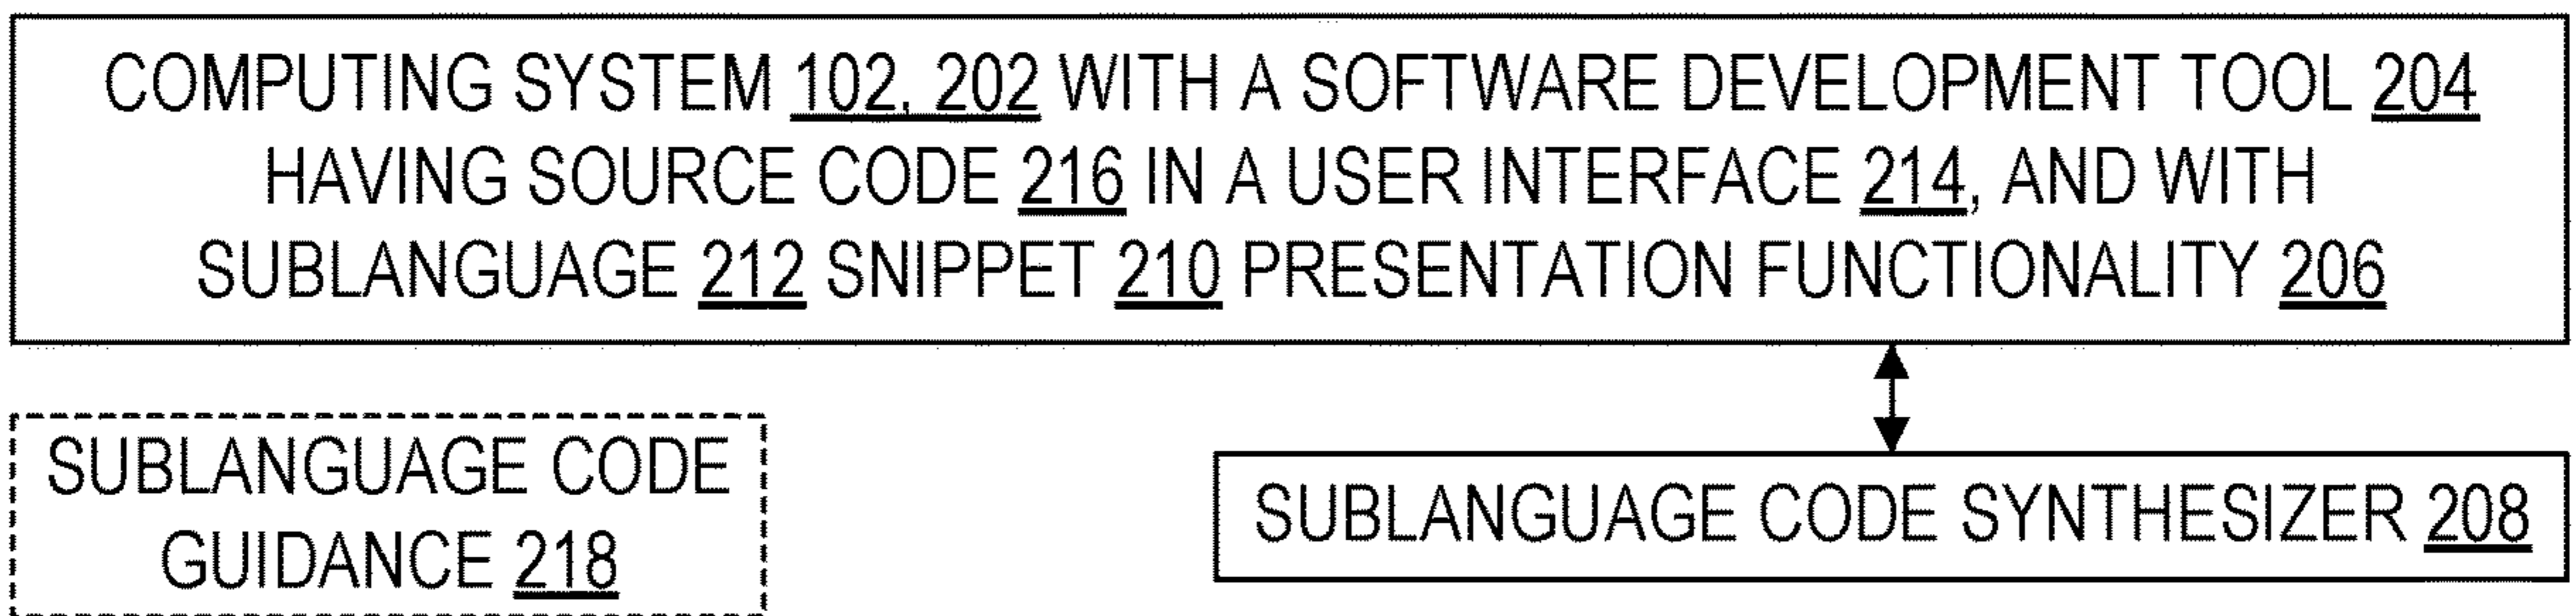 COMPUTING SYSTEM 102, 202 WITH A SOFTWARE DEVELOPMENT TOOL 204
HAVING SOURCE CODE 216 IN A USER INTERFACE 214, AND WITH
SUBLANGUAGE 212 SNIPPET 210 PRESENTATION FUNCTIONALITY 206
SUBLANGUAGE CODE
GUIDANCE 218
SUBLANGUAGE CODE SYNTHESIZER 208